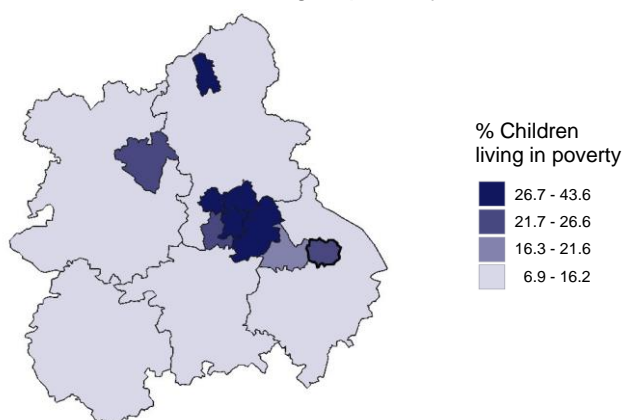 % Children
living in poverty
26.7 - 43.6
21.7 - 26.6
16.3 - 21.6
6.9 - 16.2